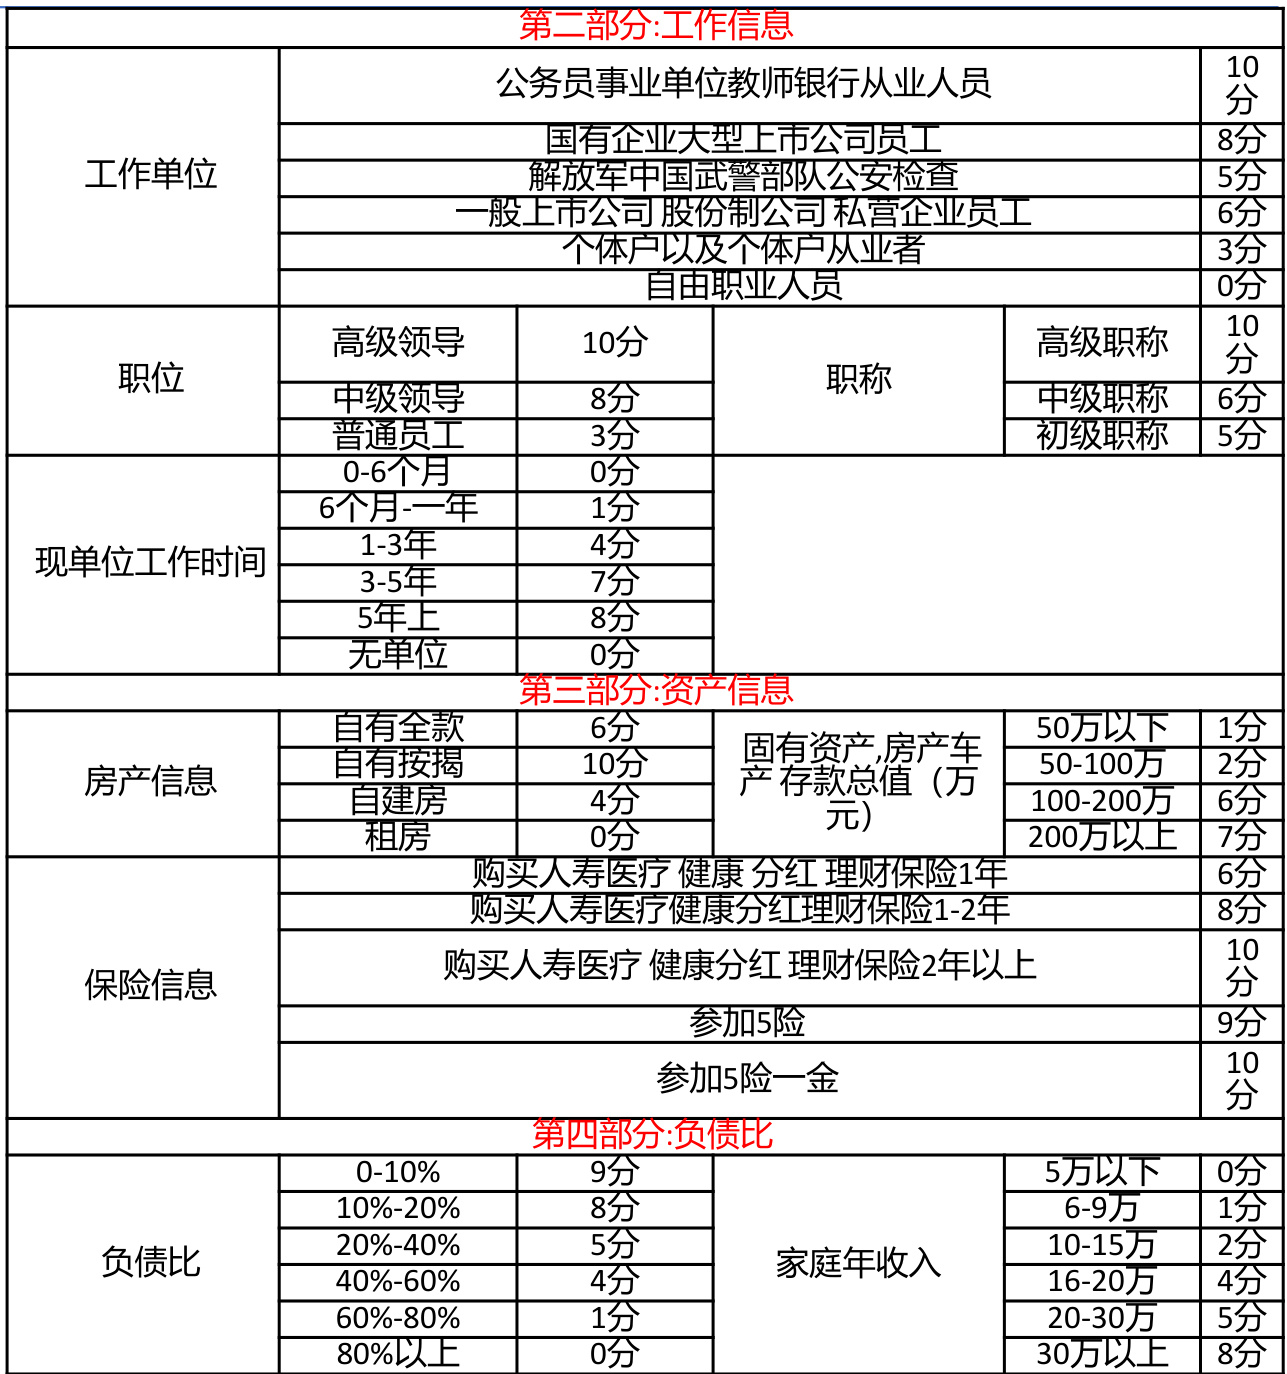 第二部分:工作信息
工作单位
公务员事业单位教师银行从业人员
10
分
国有企业大型上市公司员工
8分
解放军中国武警部队公安检查
5分
一般上市公司 股份制公司 私营企业员工
6分
个体户以及个体户从业者
3分
自由职业人员
0分
职位
高级领导
10分
职称
高级职称
10
分
中级领导
8分
中级职称
6分
普通员工
3分
初级职称
5分
现单位工作时间
0-6个月
0分
6个月-一年
1分
1-3年
4分
3-5年
7分
5年上
8分
无单位
0分
第三部分:资产信息
房产信息
自有全款
6分
固有资产,房产车
产 存款总值（万
元）
50万以下
1分
自有按揭
10分
50-100万
2分
自建房
4分
100-200万
6分
租房
0分
200万以上
7分
保险信息
购买人寿医疗 健康 分红 理财保险1年
6分
购买人寿医疗健康分红理财保险1-2年
8分
购买人寿医疗 健康分红 理财保险2年以上
10
分
参加5险
9分
参加5险一金
10
分
第四部分:负债比
负债比
0-10%
9分
家庭年收入
5万以下
0分
10%-20%
8分
6-9万
1分
20%-40%
5分
10-15万
2分
40%-60%
4分
16-20万
4分
60%-80%
1分
20-30万
5分
80%以上
0分
30万以上
8分